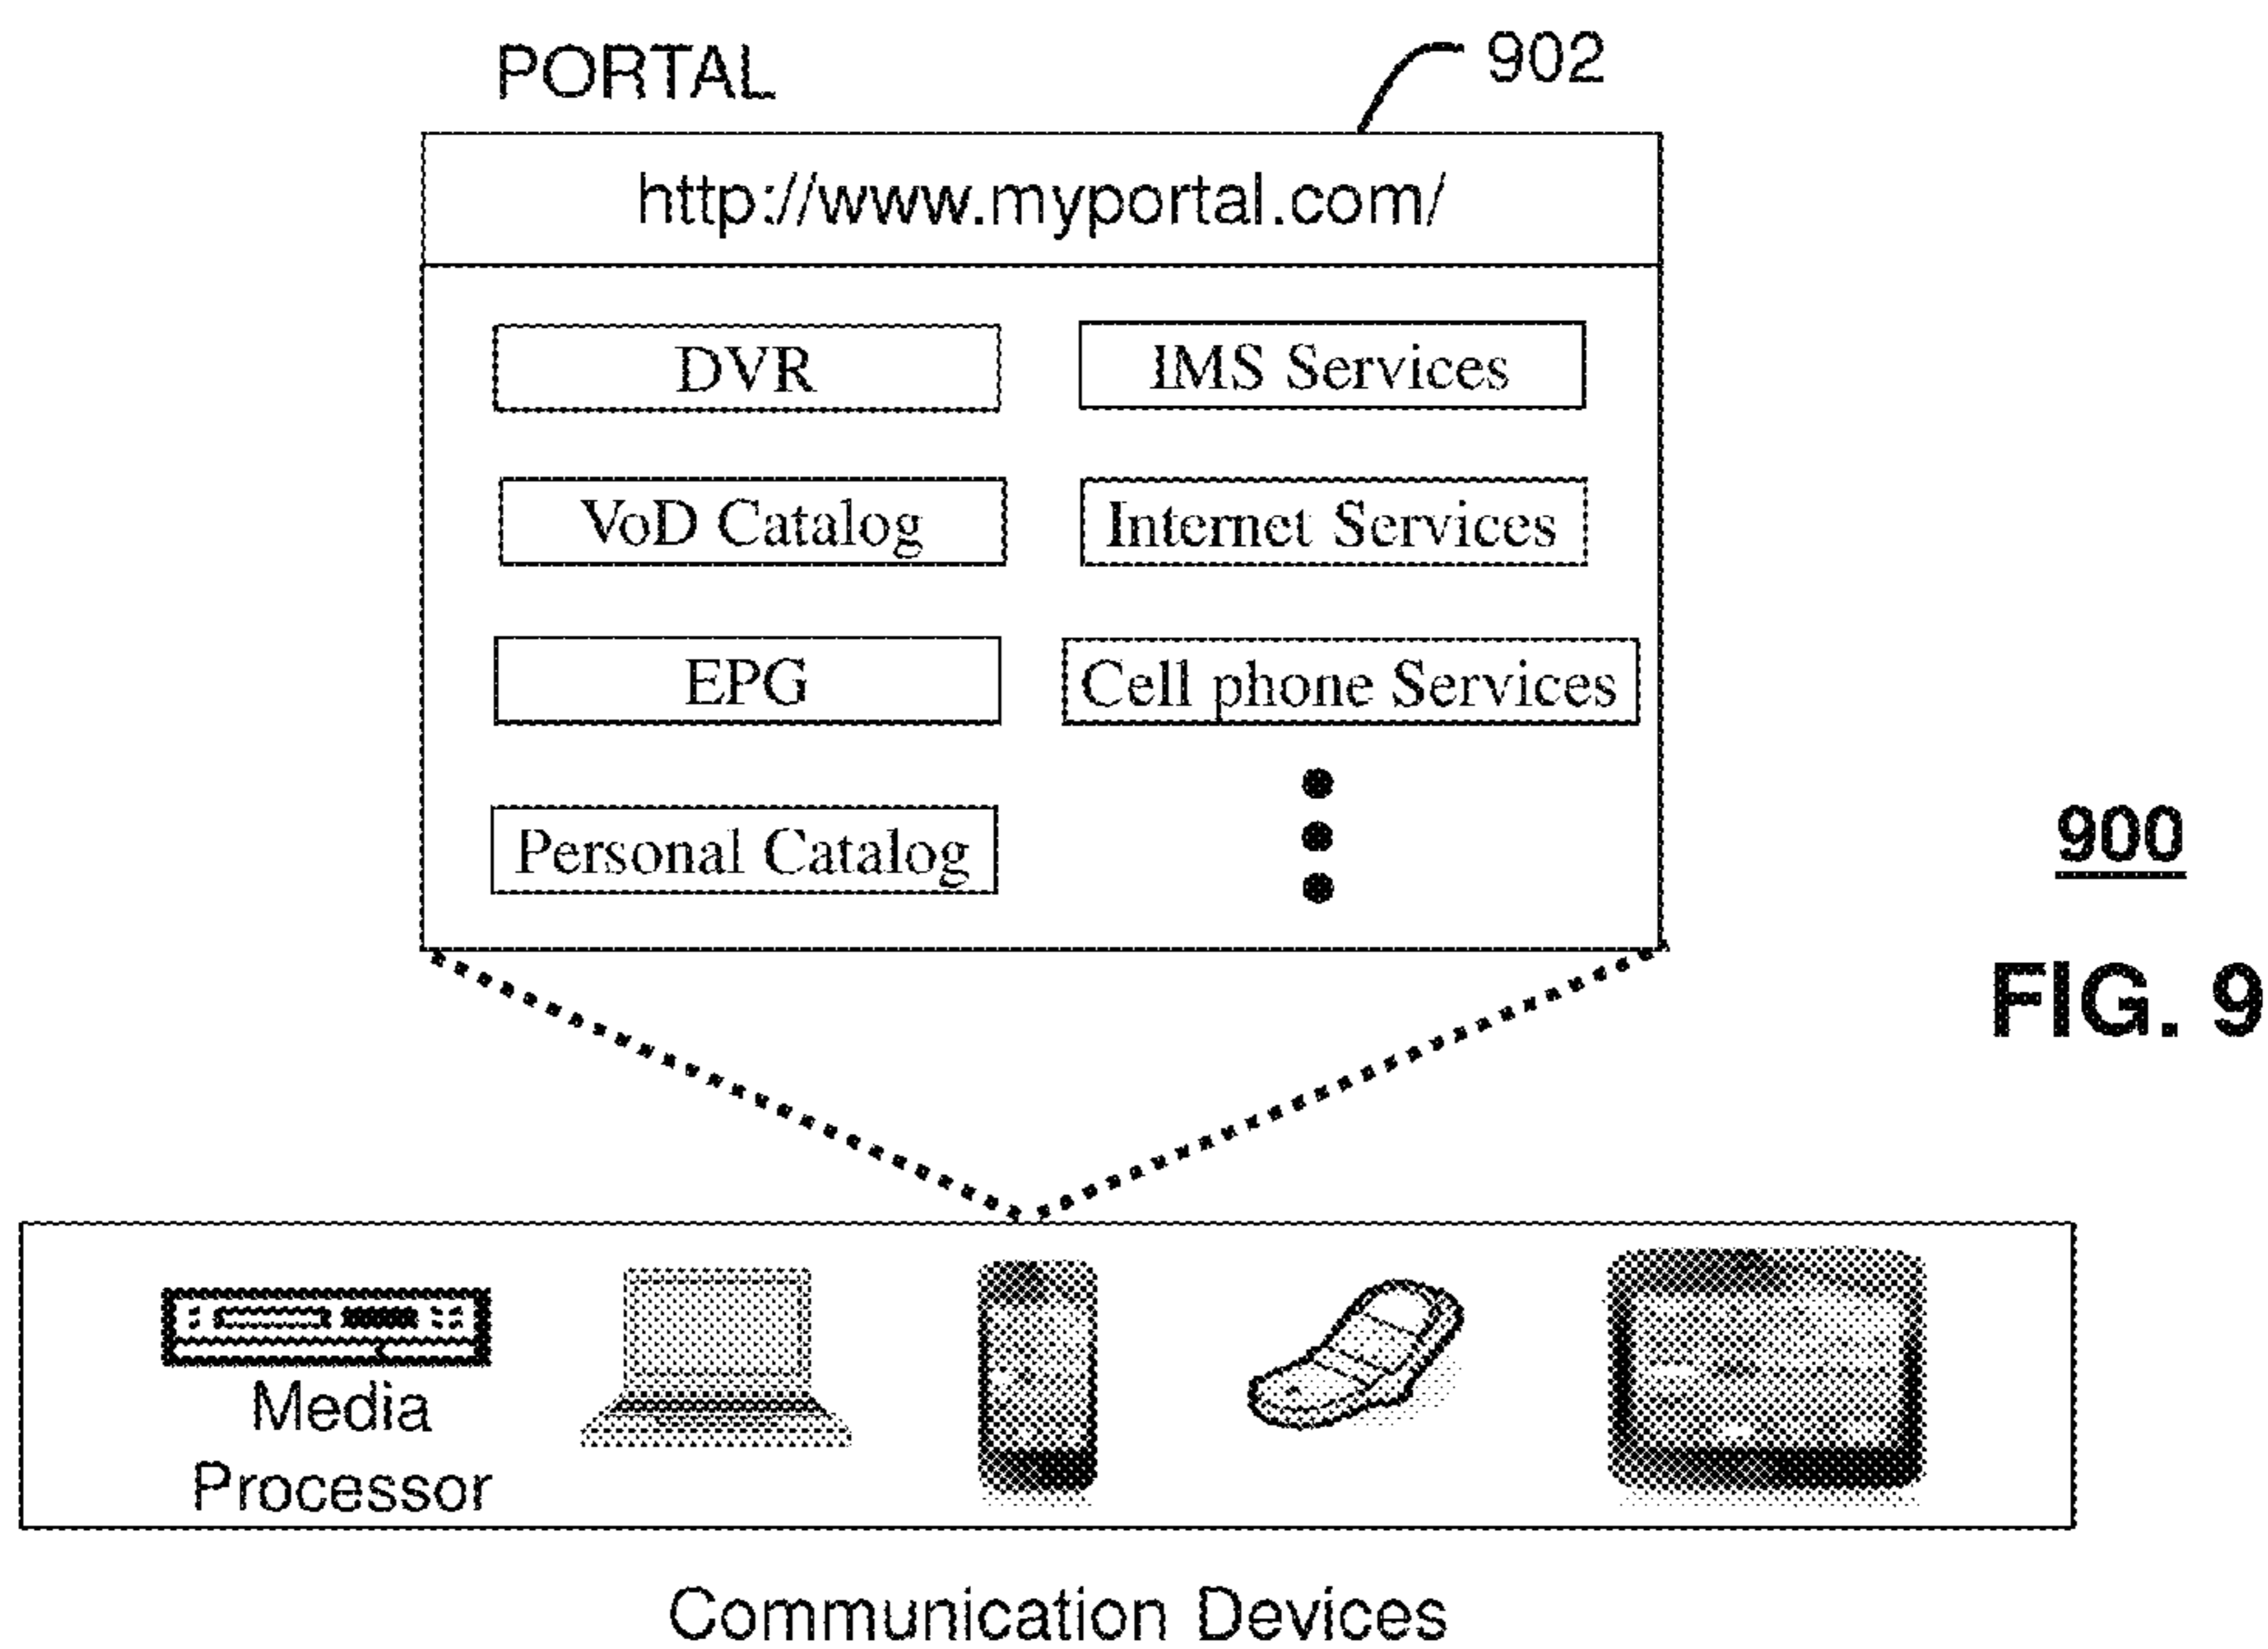 PORTAL
902
http://www.myportal.com/
DVR
IMS Services
VoD Catalog
Internet Services
EPG
Cell phone Services
Personal Catalog
900
FIG. 9
Media
Processor
Communication Devices